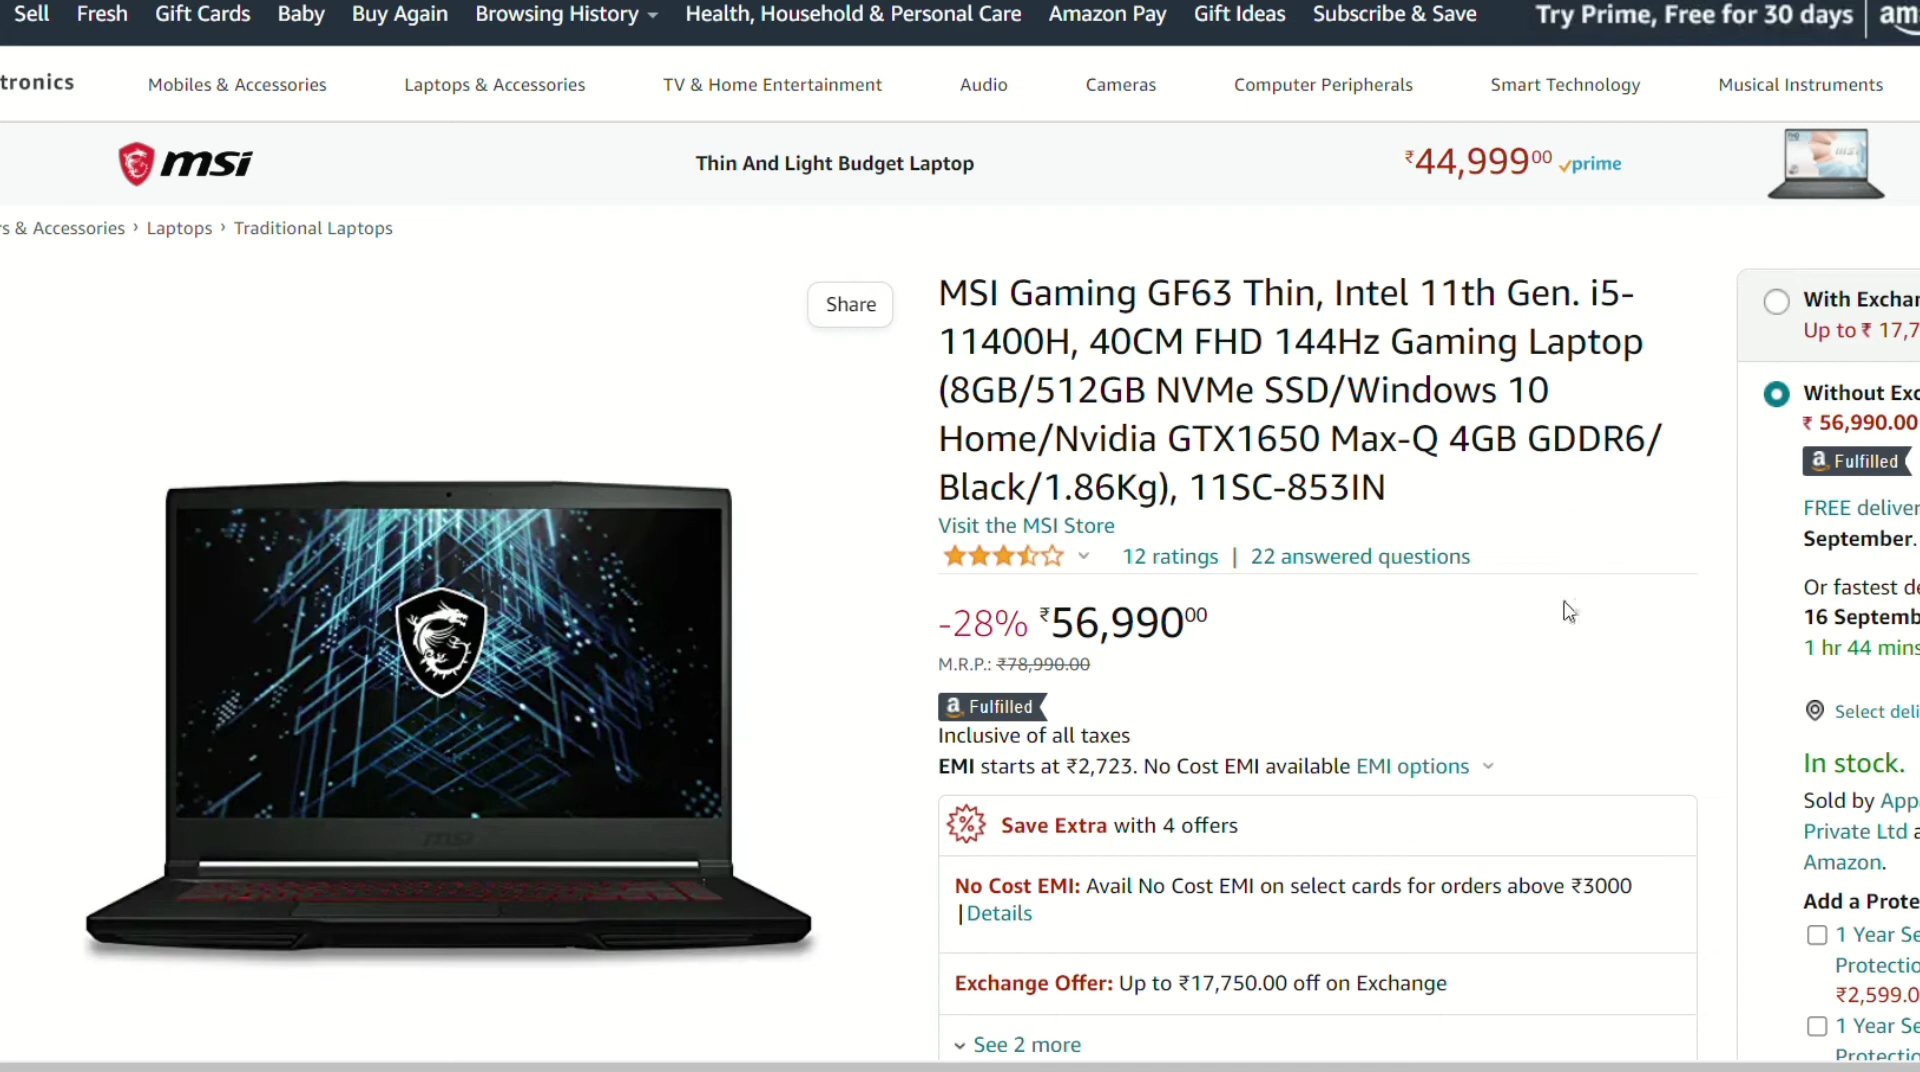 Sell Fresh Gift Cards Baby Buy Again Browsing History Health, Household & Personal Care Amazon Pay Gift Ideas Subscribe & Save Try Prime, Free for 30 days
tronics Mobiles & Accessories Laptops & Accessories TV & Home Entertainment Audio Cameras Computer Peripherals Smart Technology Musical Instruments
msi Thin And Light Budget Laptop ₹44,99900 prime
s & Accessories › Laptops › Traditional Laptops
Share
MSI Gaming GF63 Thin, Intel 11th Gen. i5-
11400H, 40CM FHD 144Hz Gaming Laptop
(8GB/512GB NVMe SSD/Windows 10
Home/Nvidia GTX1650 Max-Q 4GB GDDR6/
Black/1.86Kg), 11SC-853IN
Visit the MSI Store
12 ratings | 22 answered questions
-28% ₹56,99000
M.R.P.: ₹78,990.00
a Fulfilled
Inclusive of all taxes
EMI starts at ₹2,723. No Cost EMI available EMI options
Save Extra with 4 offers
No Cost EMI: Avail No Cost EMI on select cards for orders above ₹3000
|Details
Exchange Offer: Up to ₹17,750.00 off on Exchange
See 2 more
msi
With Exchan
Up to ₹ 17,7
Without Exc
₹ 56,990.00
a Fulfilled
FREE deliver
September.
Or fastest de
16 Septemb
1 hr 44 mins
Select deli
In stock.
Sold by App
Private Ltd a
Amazon.
Add a Prote
1 Year Se
Protectio
₹2,599.0
1 Year Se
Protectio